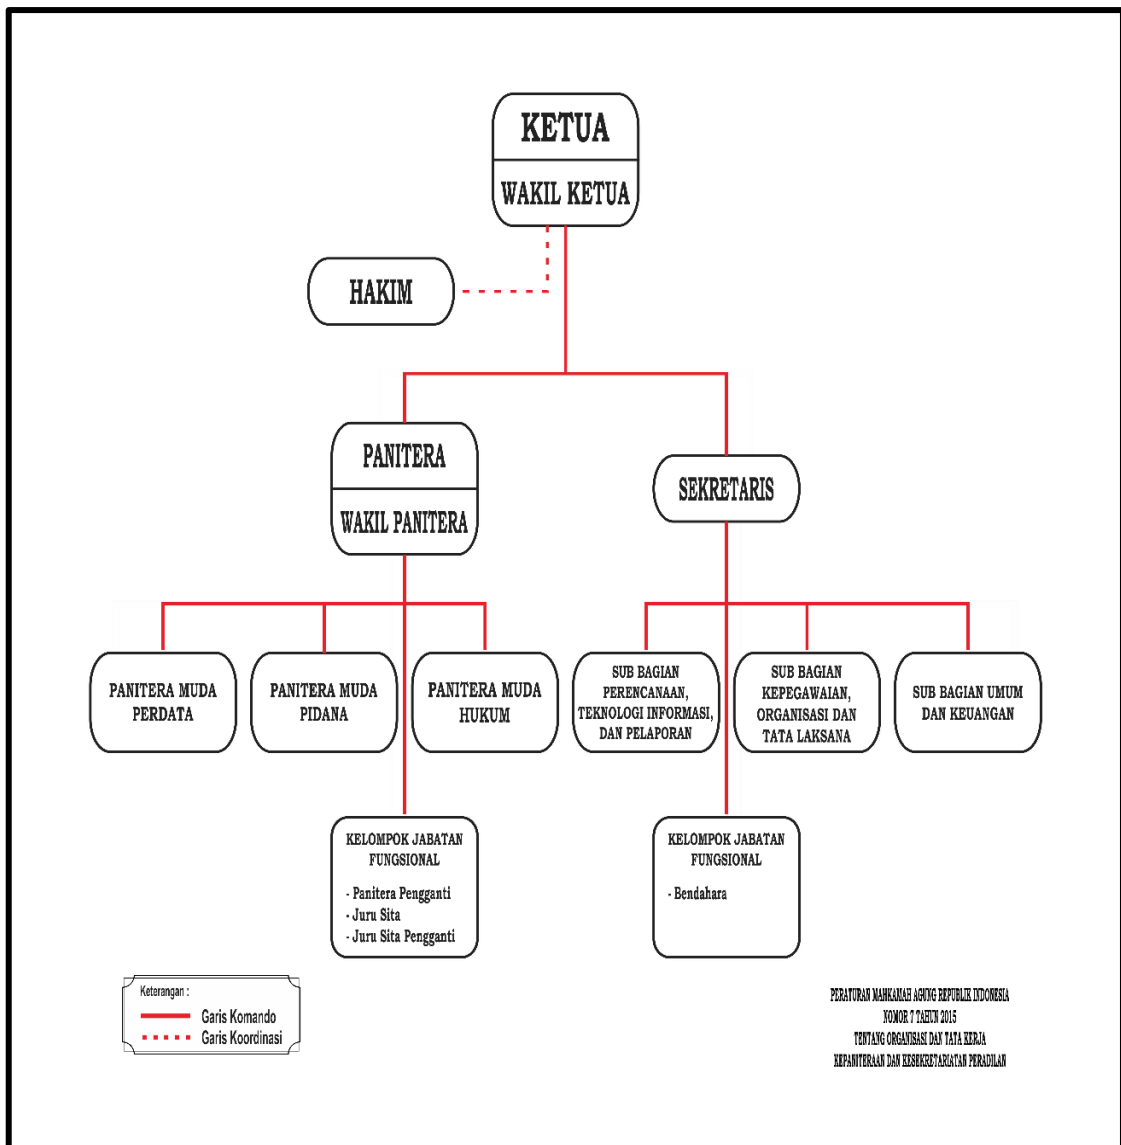 KETUA
WAKIL KETUA
HAKIM
PANITERA
WAKIL PANITERA
SEKRETARIS
PANITERA MUDA
PERDATA
PANITERA MUDA
PIDANA
PANITERA MUDA
HUKUM
SUB BAGIAN
PERENCANAAN,
TEKNOLOGI INFORMASI,
DAN PELAPORAN
SUB BAGIAN
KEPEGAWAIAN,
ORGANISASI DAN
TATA LAKSANA
SUB BAGIAN UMUM
DAN KEUANGAN
KELOMPOK JABATAN
FUNGSIONAL
- Panitera Pengganti
- Juru Sita
- Juru Sita Pengganti
KELOMPOK JABATAN
FUNGSIONAL
- Bendahara
Keterangan :
Garis Komando
Garis Koordinasi
PERATURAN MAHKAMAH AGUNG REPUBLIK INDONESIA
NOMOR 7 TAHUN 2015
TENTANG ORGANISASI DAN TATA KERJA
KEPANITERAAN DAN KESEKRETARIATAN PERADILAN